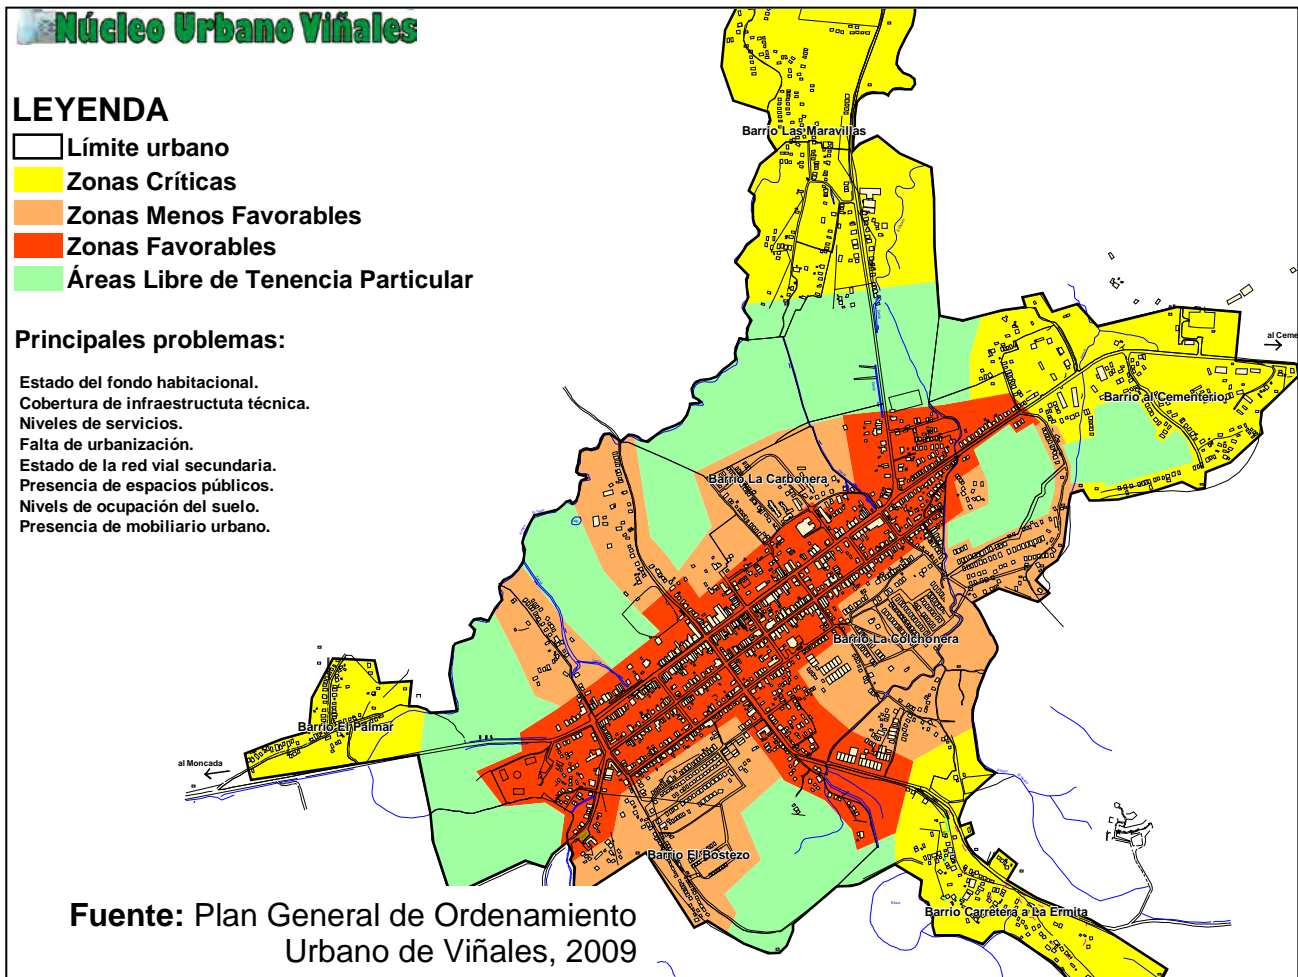 Núcleo Urbano Viñales
LEYENDA
Límite urbano
Zonas Críticas
Zonas Menos Favorables
Zonas Favorables
Áreas Libre de Tenencia Particular
Principales problemas:
Estado del fondo habitacional.
Cobertura de infraestructuta técnica.
Niveles de servicios.
Falta de urbanización.
Estado de la red vial secundaria.
Presencia de espacios públicos.
Nivels de ocupación del suelo.
Presencia de mobiliario urbano.
Barrio Las Maravillas
al Ceme
Barrio al Cementerio
Barrio La Carbonera
Barrio La Colchonera
Barrio El Palmar
al Moncada
Barrio El Bostezo
Barrio Carretera a La Ermita
Fuente: Plan General de Ordenamiento
Urbano de Viñales, 2009